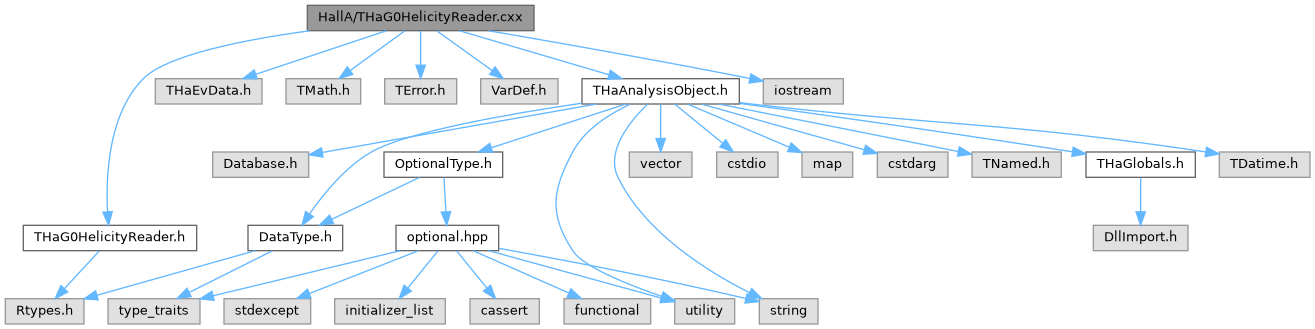 HallA/THaG0HelicityReader.cxx
THaEvData.h
TMath.h
TError.h
VarDef.h
THaAnalysisObject.h
iostream
Database.h
OptionalType.h
vector
cstdio
map
cstdarg
TNamed.h
THaGlobals.h
TDatime.h
THaG0HelicityReader.h
DataType.h
optional.hpp
DllImport.h
Rtypes.h
type_traits
stdexcept
initializer_list
cassert
functional
utility
string